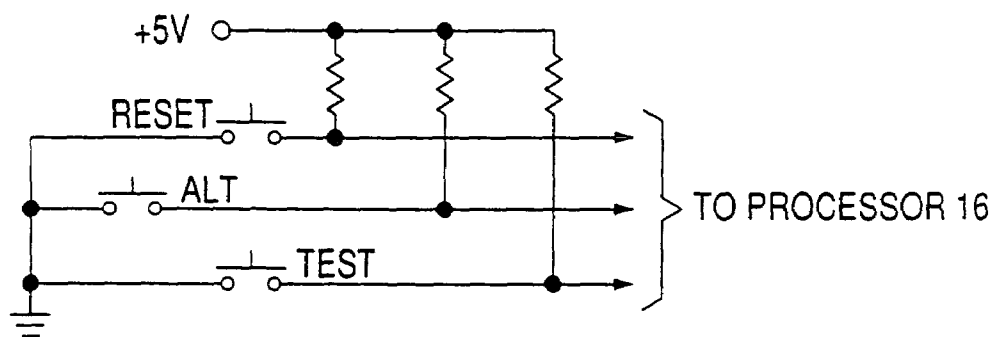 +5V
RESET
ALT
TO PROCESSOR 16
TEST